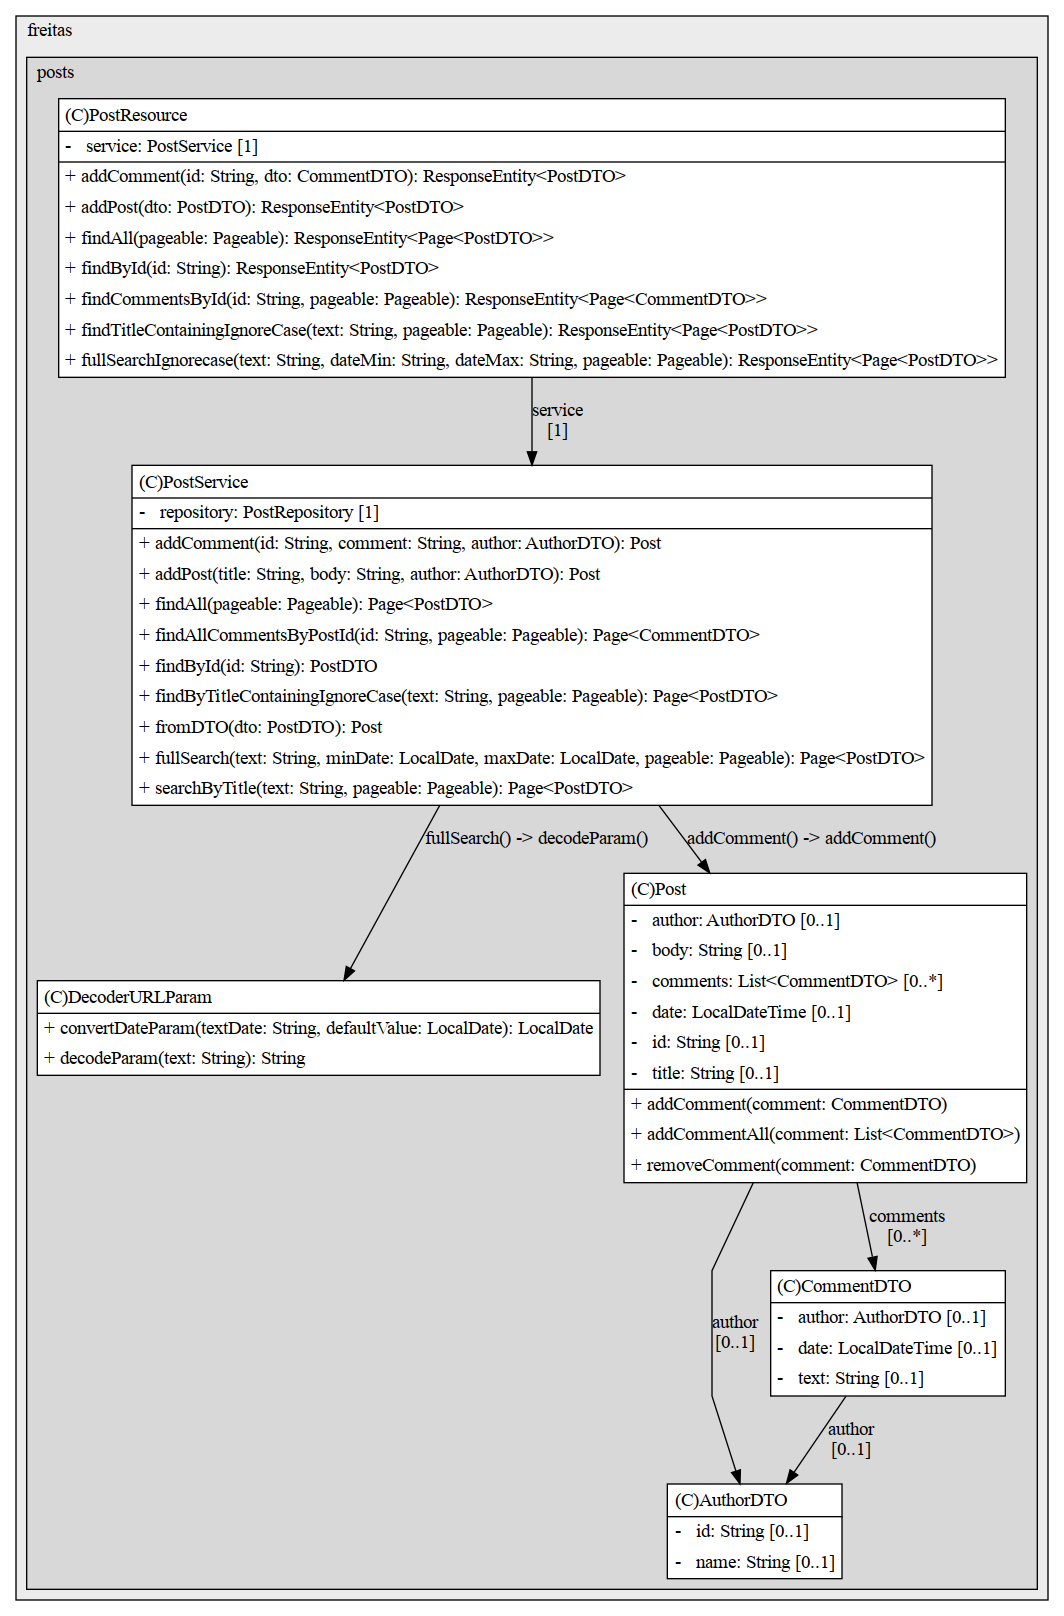 freitas
posts
(C)PostResource
- service: PostService [1]
+ addComment(id: String, dto: CommentDTO): ResponseEntity<PostDTO>
+ addPost(dto: PostDTO): ResponseEntity<PostDTO>
+ findAll(pageable: Pageable): ResponseEntity<Page<PostDTO>>
+ findById(id: String): ResponseEntity<PostDTO>
+ findCommentsById(id: String, pageable: Pageable): ResponseEntity<Page<CommentDTO>>
+ findTitleContainingIgnoreCase(text: String, pageable: Pageable): ResponseEntity<Page<PostDTO>>
+ fullSearchIgnorecase(text: String, dateMin: String, dateMax: String, pageable: Pageable): ResponseEntity<Page<PostDTO>>
service
[1]
(C)PostService
- repository: PostRepository [1]
+ addComment(id: String, comment: String, author: AuthorDTO): Post
+ addPost(title: String, body: String, author: AuthorDTO): Post
+ findAll(pageable: Pageable): Page<PostDTO>
+ findAllCommentsByPostId(id: String, pageable: Pageable): Page<CommentDTO>
+ findById(id: String): PostDTO
+ findByTitleContainingIgnoreCase(text: String, pageable: Pageable): Page<PostDTO>
+ fromDTO(dto: PostDTO): Post
+ fullSearch(text: String, minDate: LocalDate, maxDate: LocalDate, pageable: Pageable): Page<PostDTO>
+ searchByTitle(text: String, pageable: Pageable): Page<PostDTO>
fullSearch() -> decodeParam()
addComment() -> addComment()
(C)DecoderURLParam
+ convertDateParam(textDate: String, defaultValue: LocalDate): LocalDate
+ decodeParam(text: String): String
(C)Post
- author: AuthorDTO [0..1]
- body: String [0..1]
- comments: List<CommentDTO> [0..*]
- date: LocalDateTime [0..1]
- id: String [0..1]
- title: String [0..1]
+ addComment(comment: CommentDTO)
+ addCommentAll(comment: List<CommentDTO>)
+ removeComment(comment: CommentDTO)
comments
[0..*]
author
[0..1]
(C)CommentDTO
- author: AuthorDTO [0..1]
- date: LocalDateTime [0..1]
- text: String [0..1]
author
[0..1]
(C)AuthorDTO
- id: String [0..1]
- name: String [0..1]